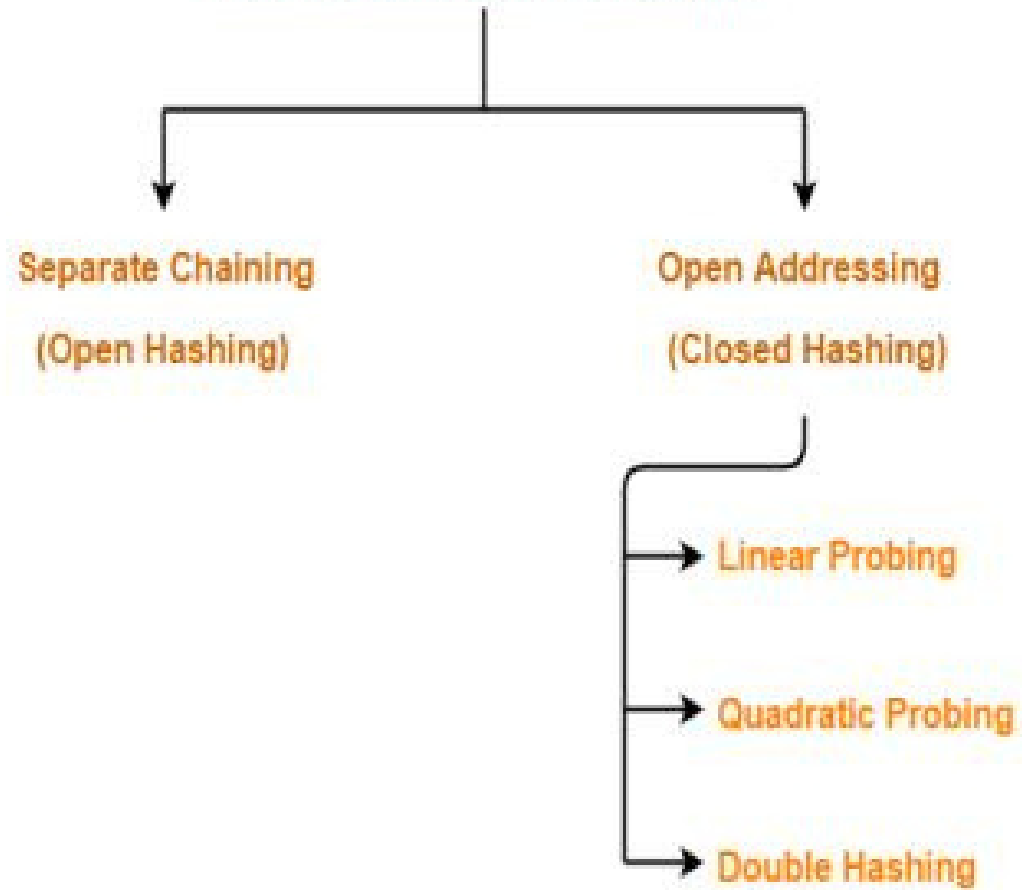 Separate Chaining
(Open Hashing)
Open Addressing
(Closed Hashing)
Linear Probing
Quadratic Probing
Double Hashing